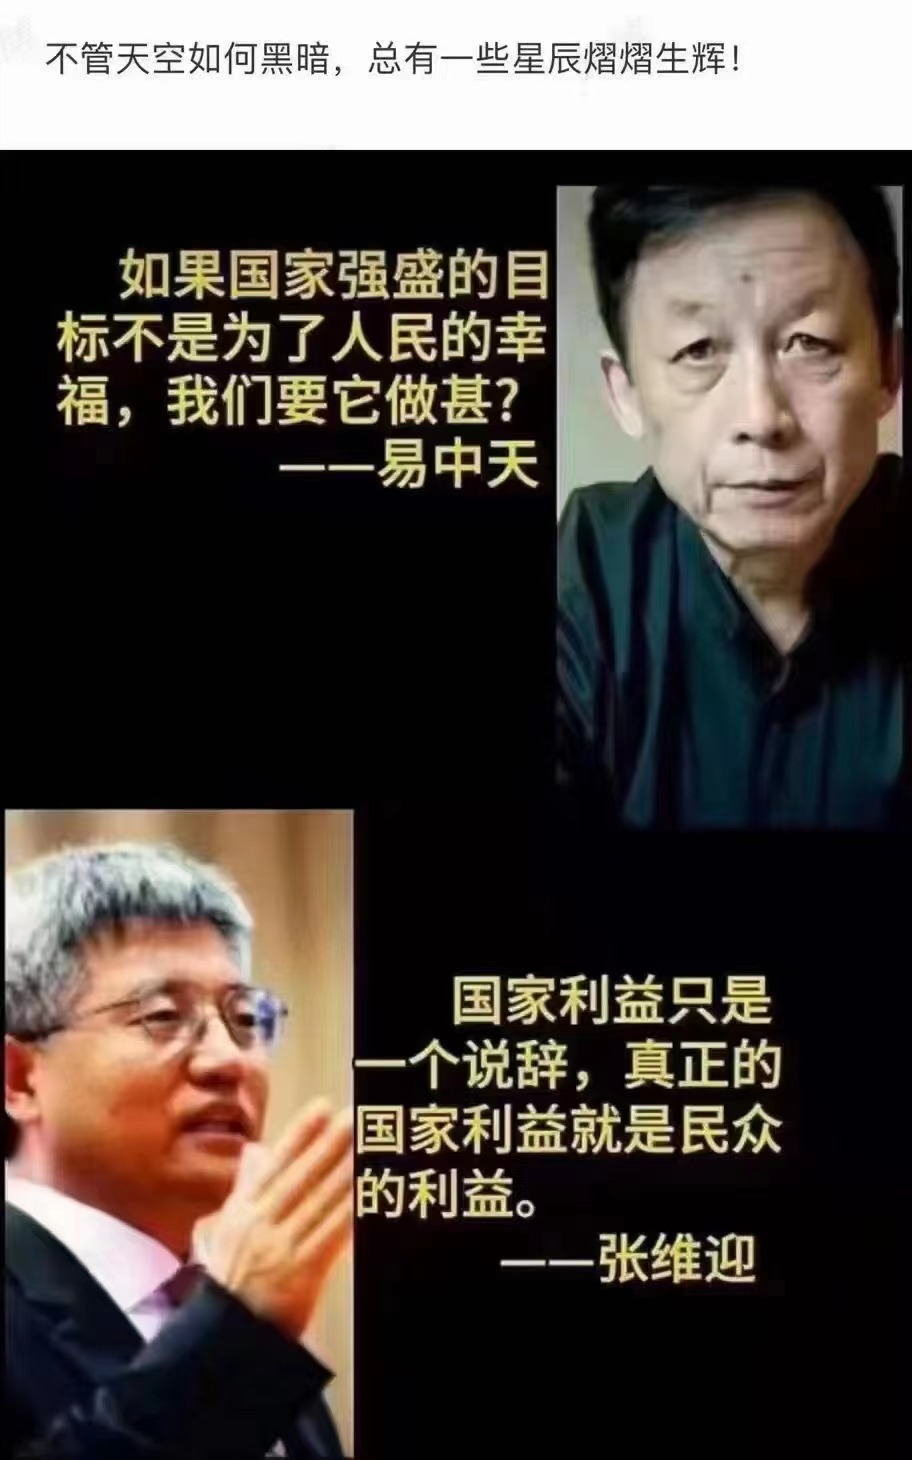 不管天空如何黑暗，总有一些星辰熠熠生辉！
如果国家强盛的目
标不是为了人民的幸
福，我们要它做甚？
——易中天
国家利益只是
一个说辞，真正的
国家利益就是民众
的利益。
——张维迎